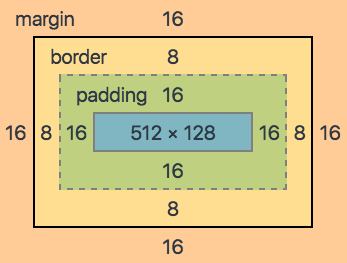 margin 16
border 8
padding 16
16 8 16 512 × 128 16 8 16
16
8
16